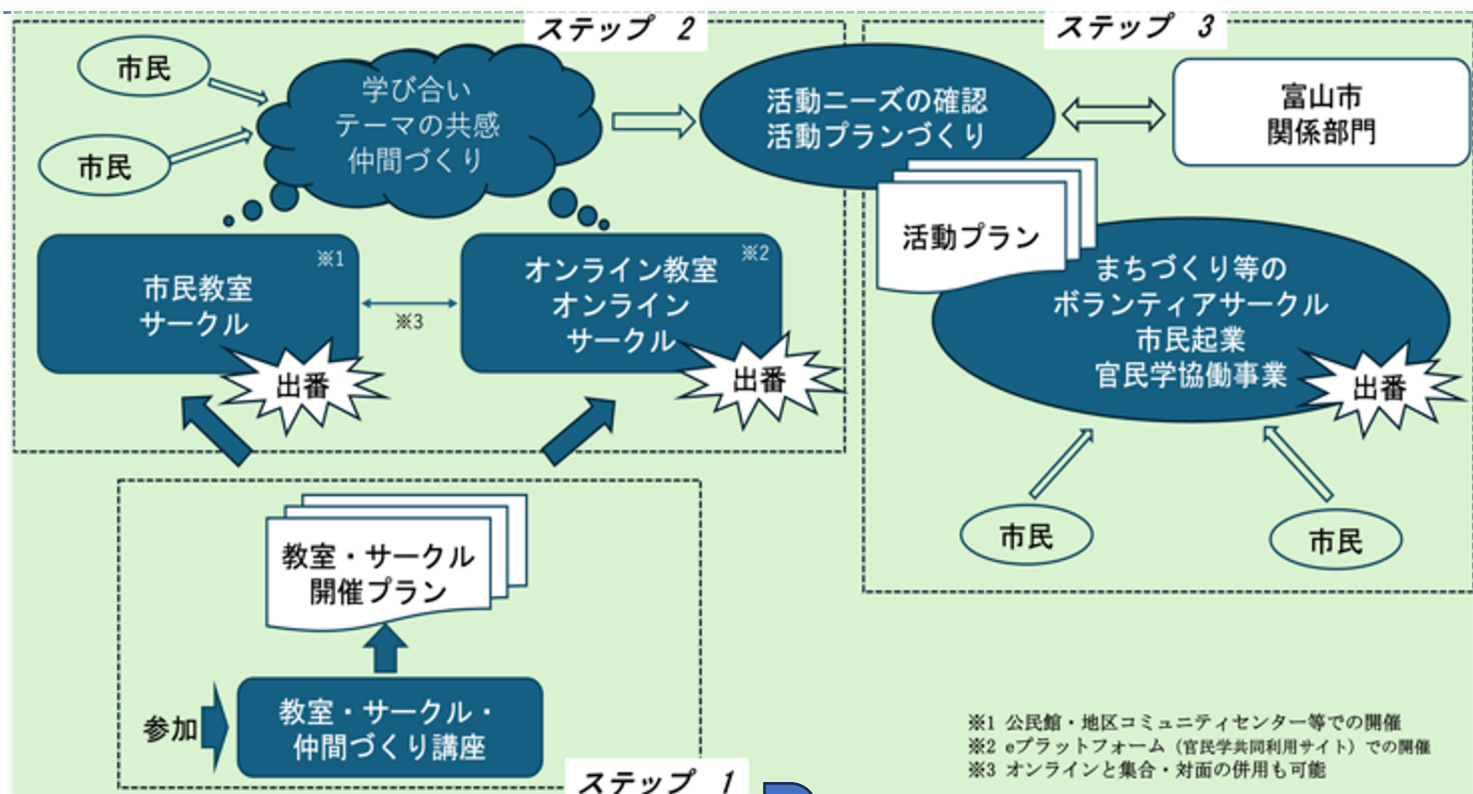 ステップ 2
市民
市民
学び合い
テーマの共感
仲間づくり
市民教室
サークル
※1
※3
オンライン教室
オンライン
サークル
※2
出番
出番
ステップ 3
活動ニーズの確認
活動プランづくり
富山市
関係部門
活動プラン
まちづくり等の
ボランティアサークル
市民起業
官民学協働事業
出番
市民
市民
教室・サークル
開催プラン
参加
教室・サークル・
仲間づくり講座
ステップ 1
※1 公民館・地区コミュニティセンター等での開催
※2 eプラットフォーム（官民学共同利用サイト）での開催
※3 オンラインと集合・対面の併用も可能